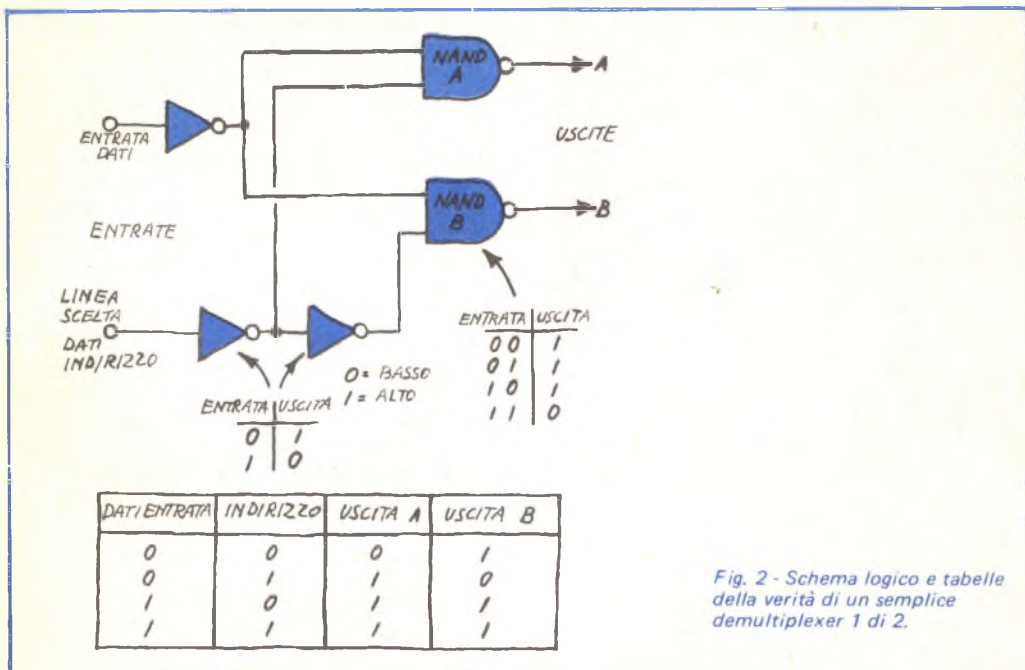 NAND
A
A
ENTRATA
DATI
USCITE
NAND
B
B
ENTRATE
LINEA
SCELTA
DATI
INDIRIZZO
0 = BASSO
1 = ALTO
ENTRATA USCITA
0 1
1 0
ENTRATA USCITA
0 0 1
0 1 1
1 0 1
1 1 0
DATI ENTRATA INDIRIZZO USCITA A USCITA B
0 0 0 1
0 1 1 0
1 0 1 1
1 1 1 1
Fig. 2 - Schema logico e tabelle
della verità di un semplice
demultiplexer 1 di 2.